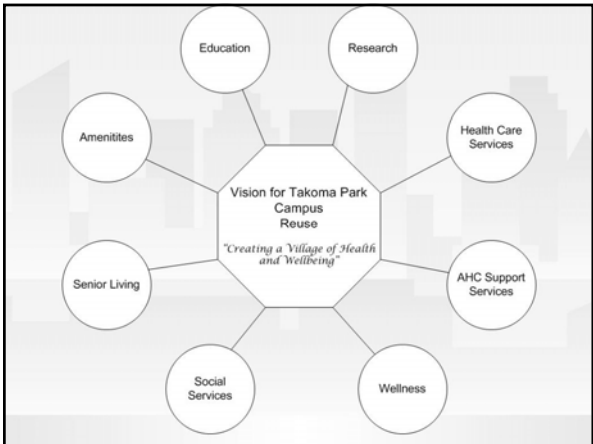 Education
Research
Amenitites
Health Care
Services
Vision for Takoma Park
Campus
Reuse
"Creating a Village of Health
and Wellbeing"
Senior Living
AHC Support
Services
Social
Services
Wellness